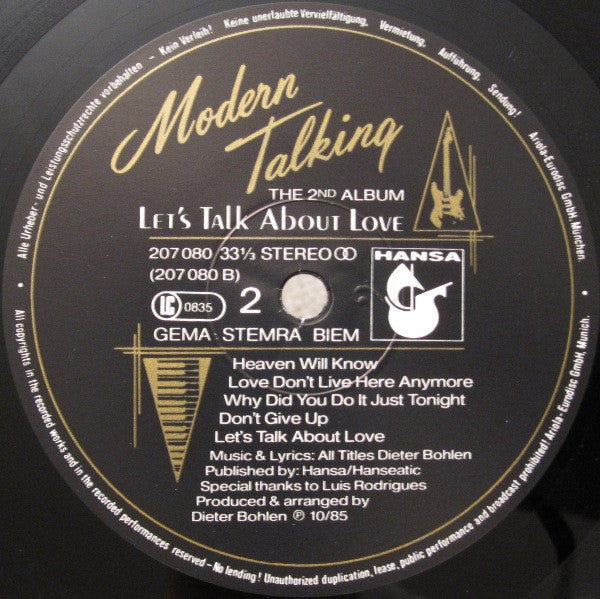 Alle Urheber- und Leistungsschutzrechte vorbehalten - Kein Verleih! Keine unerlaubte Vervielfältigung, Vermietung, Aufführung, Sendung!
Ariola-Eurodisc GmbH, München.
Modern
Talking
THE 2ND ALBUM
LET'S TALK ABOUT LOVE
207 080 33⅓ STEREO
(207 080 B)
HANSA
LC 0835
2
GEMA STEMRA BIEM
Heaven Will Know
Love Don't Live Here Anymore
Why Did You Do It Just Tonight
Don't Give Up
Let's Talk About Love
Music & Lyrics: All Titles Dieter Bohlen
Published by: Hansa/Hanseatic
Special thanks to Luis Rodrigues
Produced & arranged by
Dieter Bohlen ℗ 10/85
All copyrights in the recorded works and in the recorded performances reserved - No lending! Unauthorized duplication, lease, public performance and broadcast prohibited! Ariola-Eurodisc GmbH, Munich.